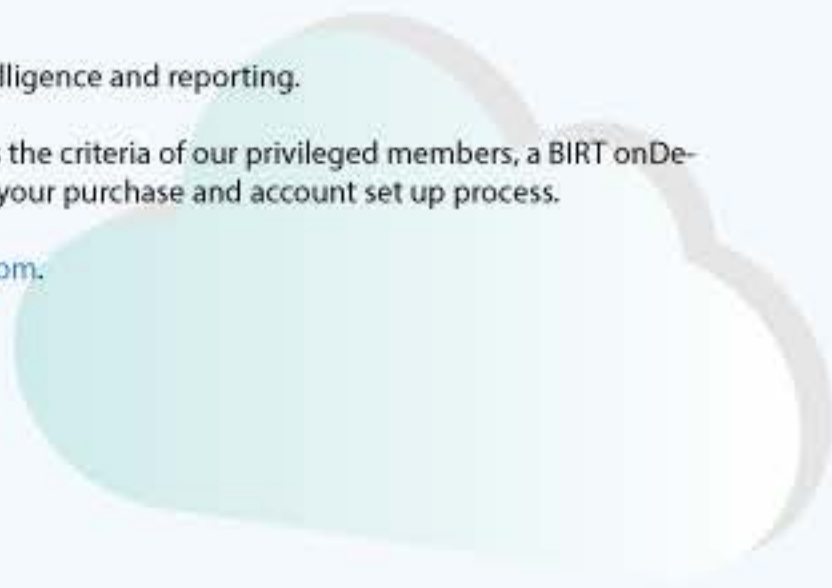 lligence and reporting.
s the criteria of our privileged members, a BIRT onDe-
your purchase and account set up process.
om.